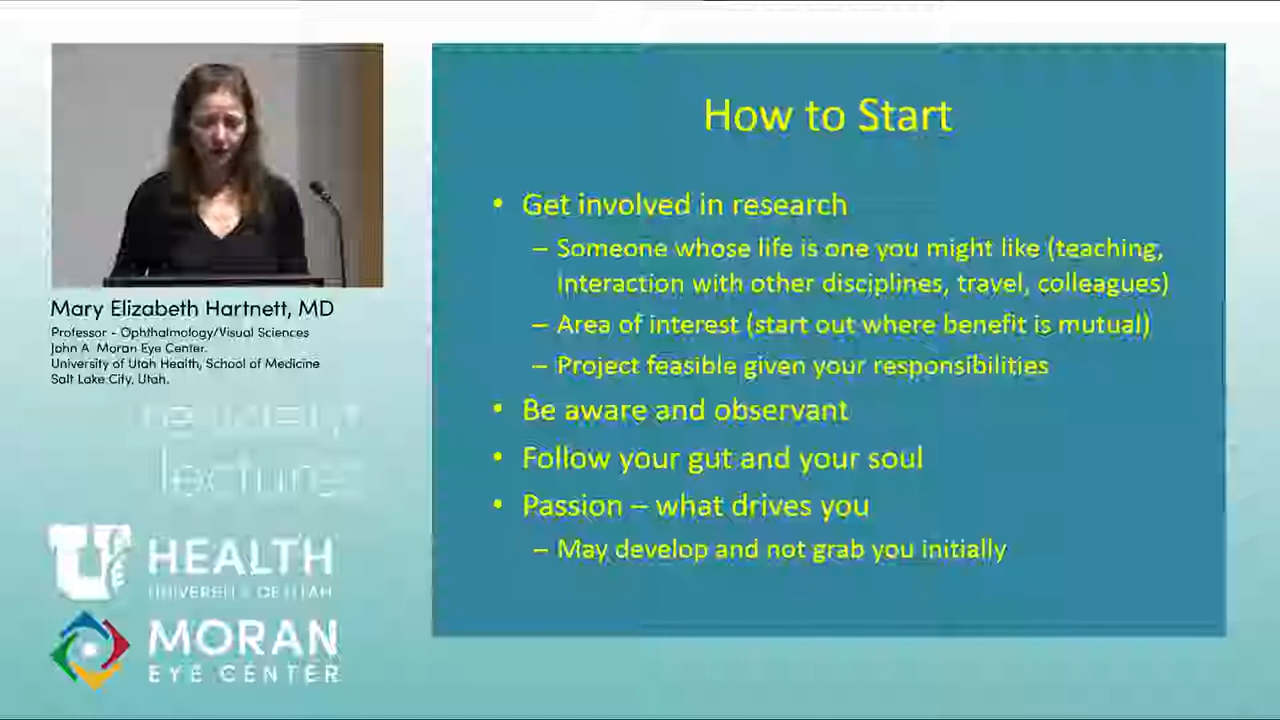 How to Start
• Get involved in research
– Someone whose life is one you might like (teaching,
interaction with other disciplines, travel, colleagues)
– Area of interest (start out where benefit is mutual)
– Project feasible given your responsibilities
• Be aware and observant
• Follow your gut and your soul
• Passion – what drives you
– May develop and not grab you initially
Mary Elizabeth Hartnett, MD
Professor - Ophthalmology/Visual Sciences
John A. Moran Eye Center.
University of Utah Health, School of Medicine
Salt Lake City, Utah.
lectures
U
HEALTH
UNIVERSITY OF UTAH
MORAN
EYE CENTER